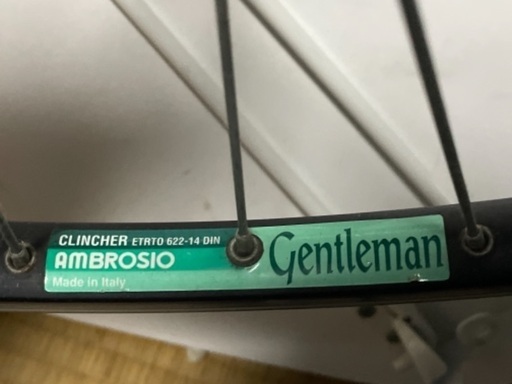 CLINCHER ETRTO 622-14 DIN
AMBROSIO
Made in Italy
Gentleman